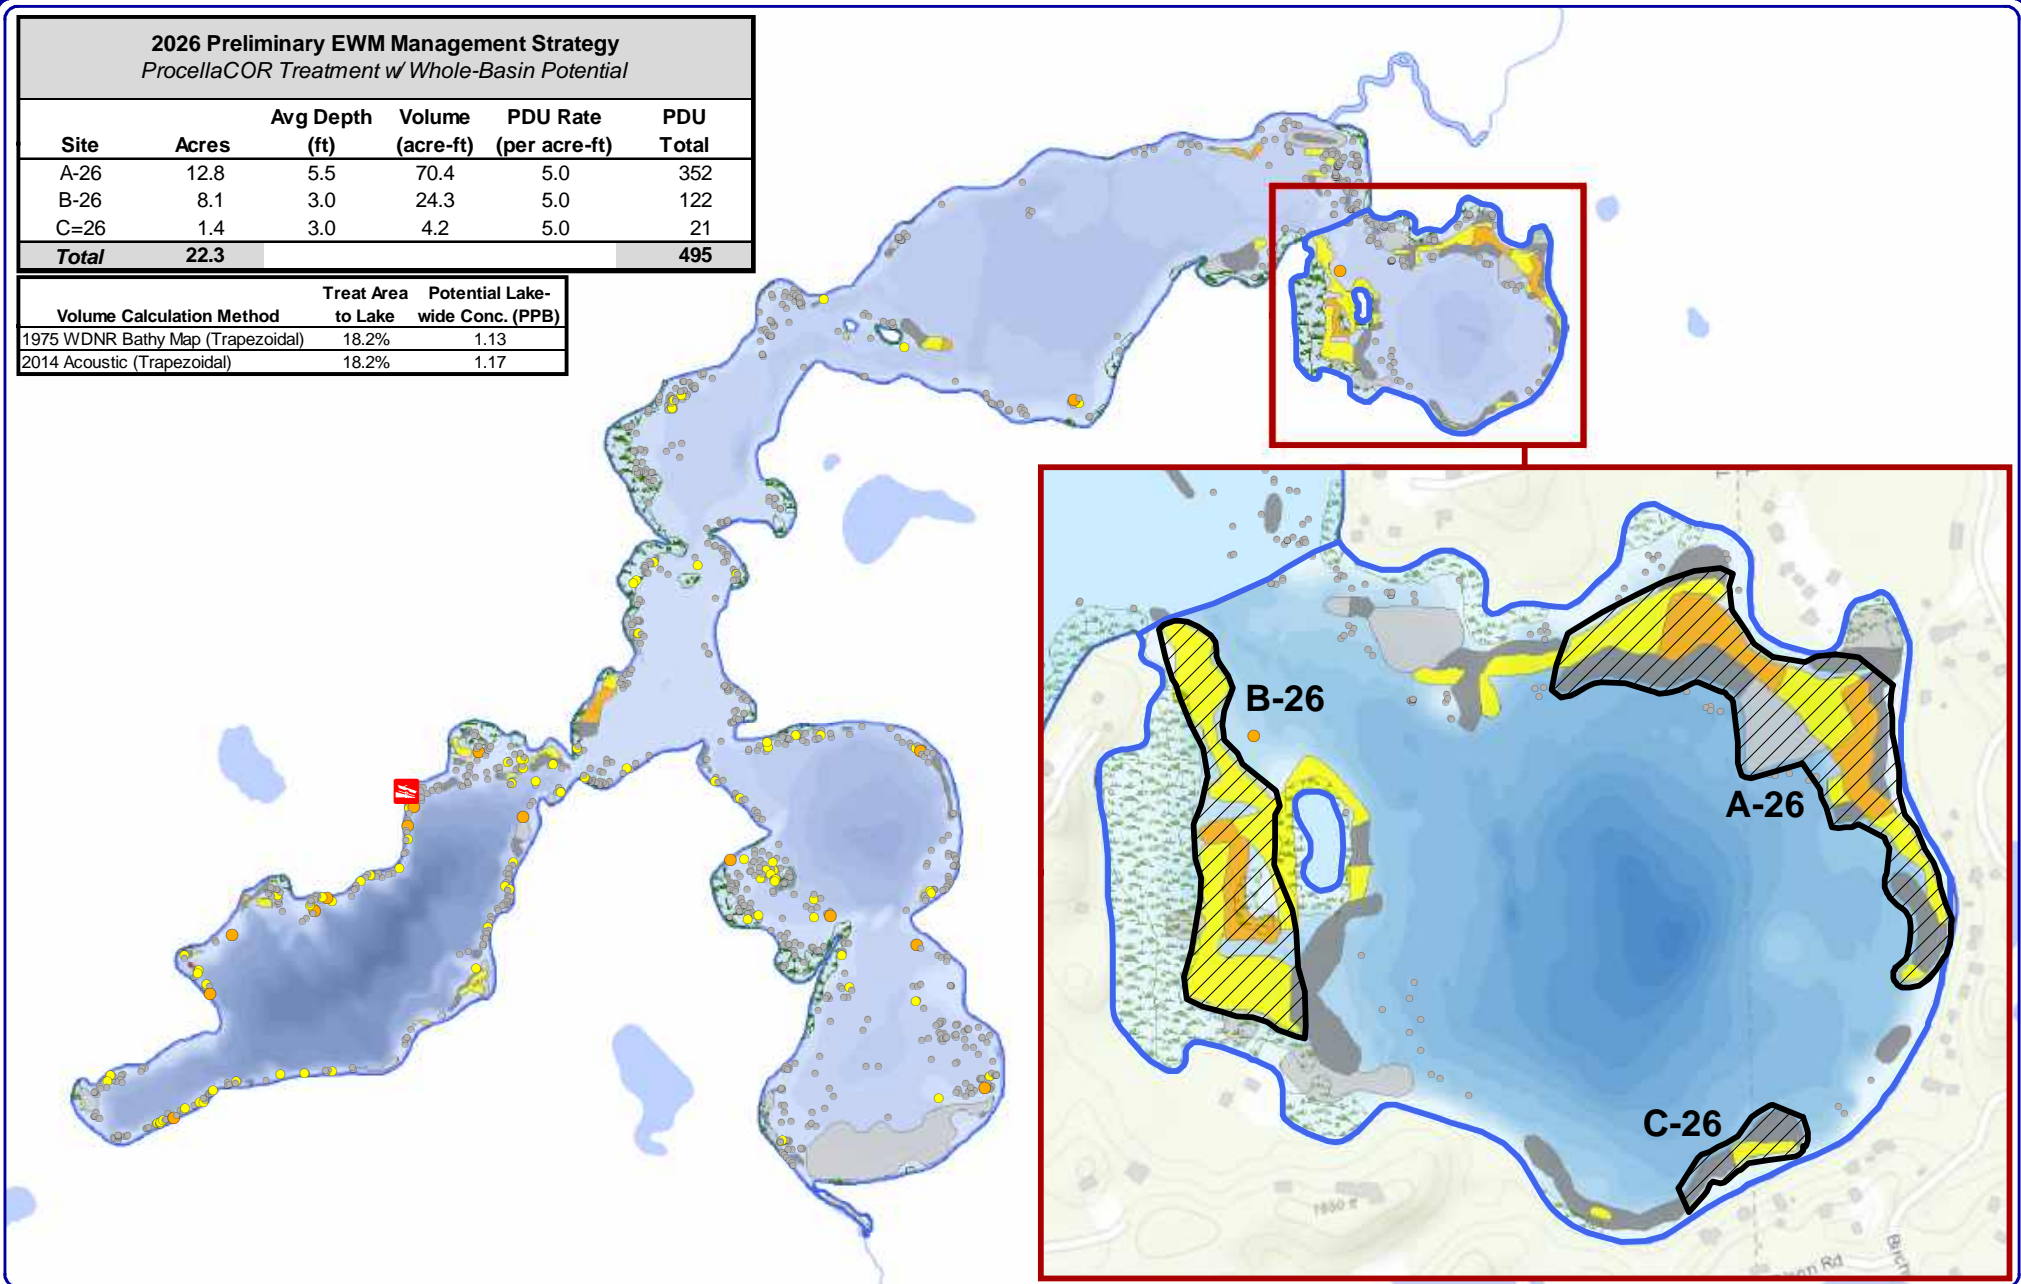 2026 Preliminary EWM Management Strategy
ProcellaCOR Treatment w/ Whole-Basin Potential
Site Acres Avg Depth (ft) Volume (acre-ft) PDU Rate (per acre-ft) PDU Total
A-26 12.8 5.5 70.4 5.0 352
B-26 8.1 3.0 24.3 5.0 122
C=26 1.4 3.0 4.2 5.0 21
Total 22.3 495
Volume Calculation Method Treat Area to Lake Potential Lake-wide Conc. (PPB)
1975 WDNR Bathy Map (Trapezoidal) 18.2% 1.13
2014 Acoustic (Trapezoidal) 18.2% 1.17
B-26
A-26
C-26
1650 ft
Rd